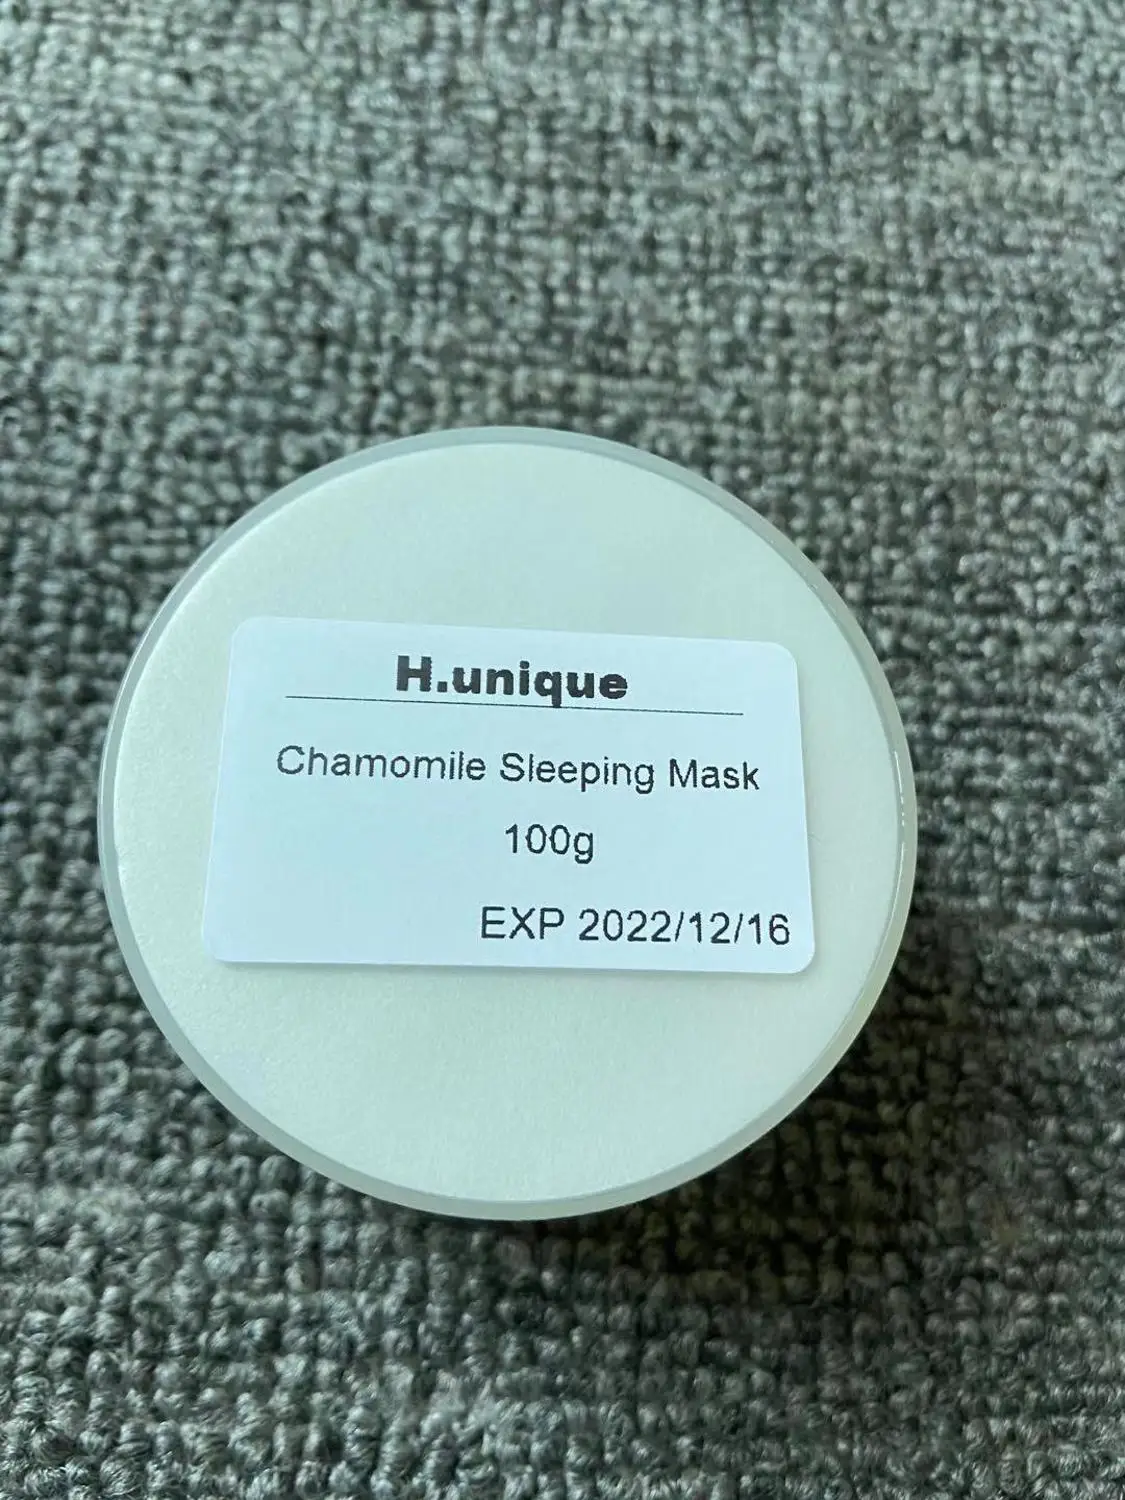 H.unique
Chamomile Sleeping Mask
100g
EXP 2022/12/16